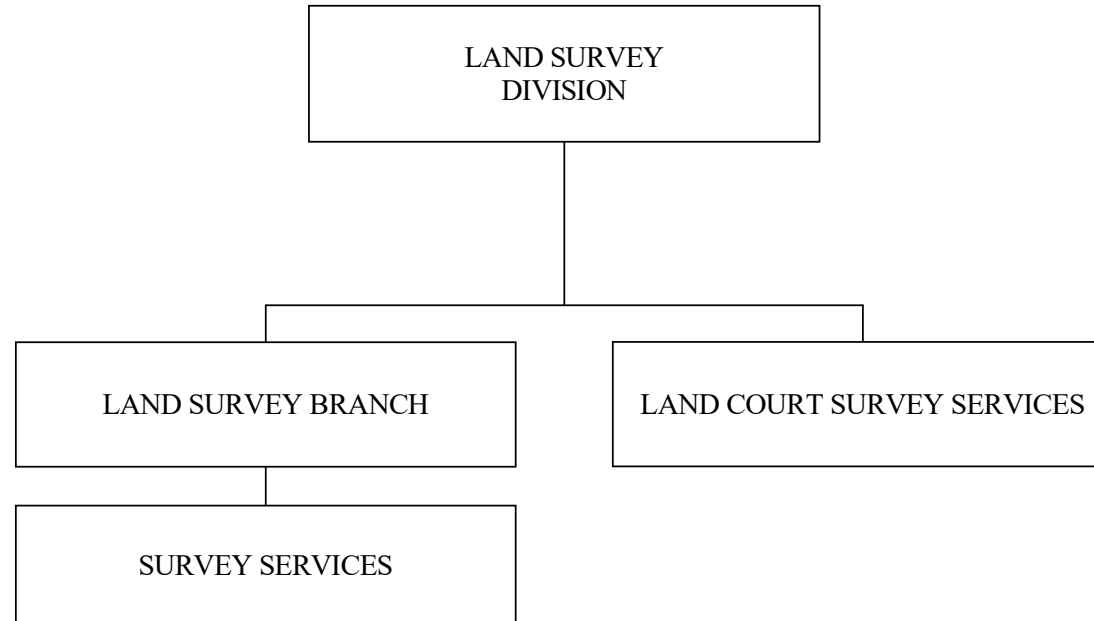 LAND SURVEY
DIVISION
LAND SURVEY BRANCH
LAND COURT SURVEY SERVICES
SURVEY SERVICES